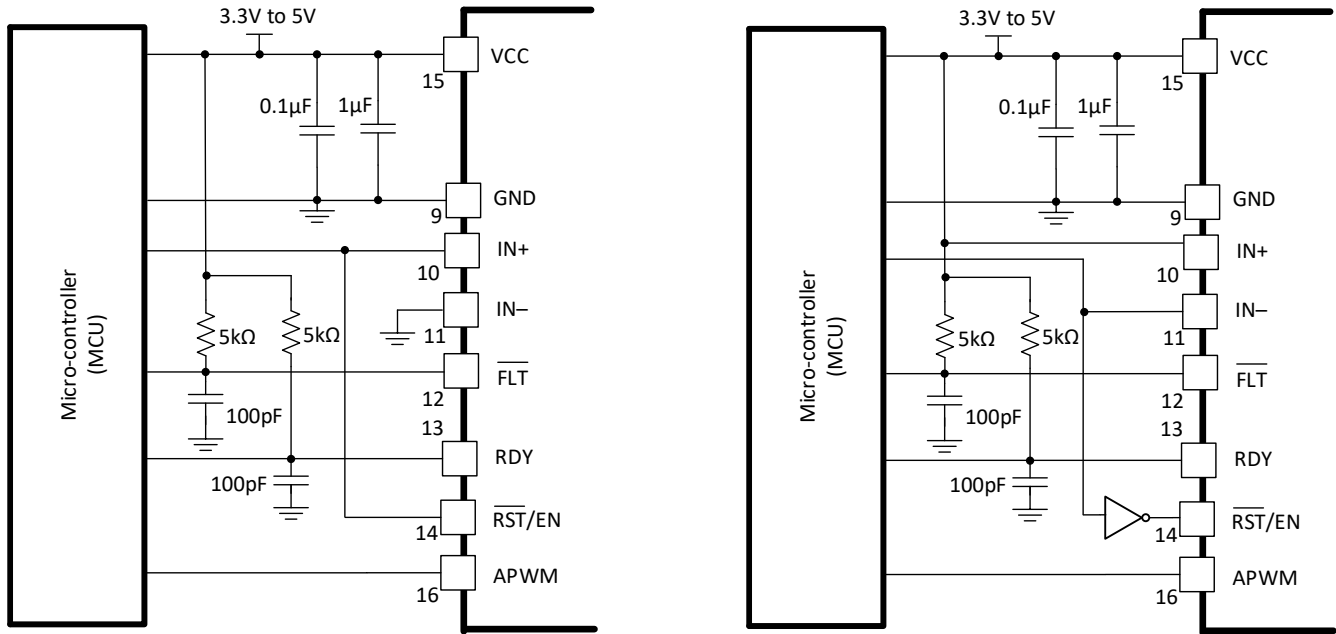 3.3V to 5V
VCC
15
0.1µF
1µF
GND
9
IN+
10
IN–
11
5kΩ
5kΩ
FLT
12
100pF
13
RDY
100pF
RST/EN
14
APWM
16
Micro-controller
(MCU)
3.3V to 5V
VCC
15
0.1µF
1µF
GND
9
IN+
10
IN–
11
5kΩ
5kΩ
FLT
12
100pF
13
RDY
100pF
RST/EN
14
APWM
16
Micro-controller
(MCU)